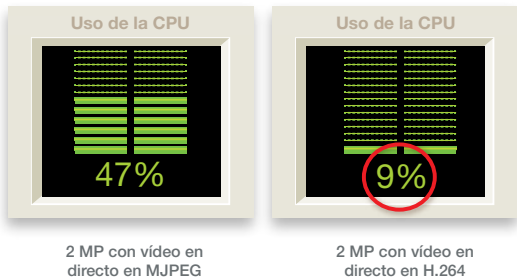 Uso de la CPU
47%
2 MP con vídeo en
directo en MJPEG
Uso de la CPU
9%
2 MP con vídeo en
directo en H.264